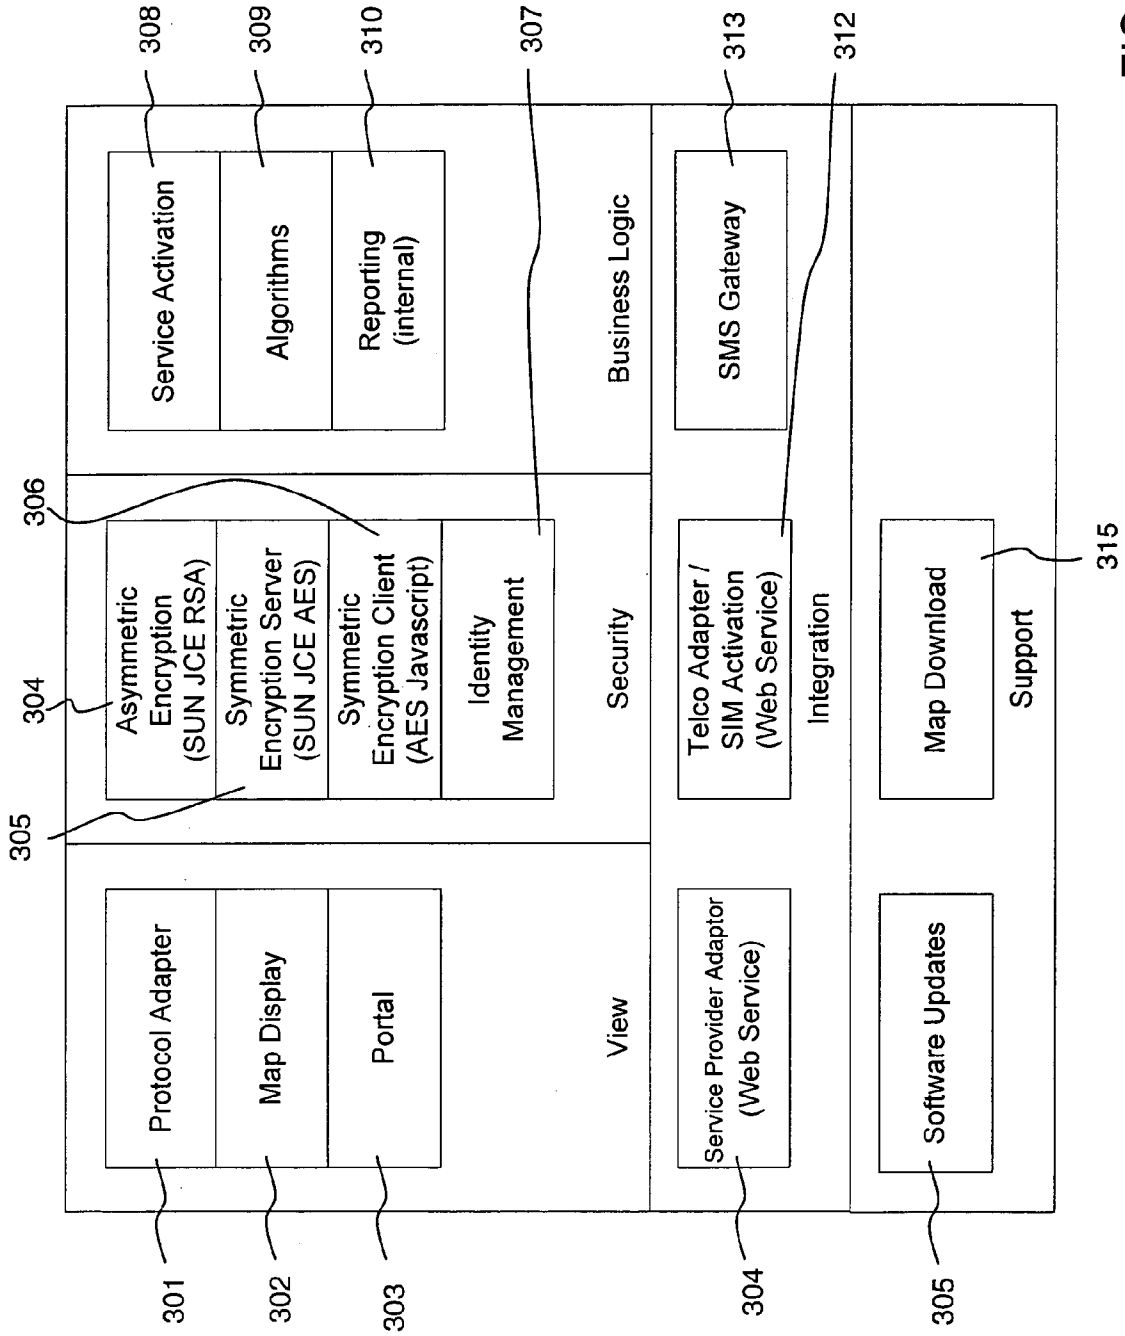 308
309
310
307
313
312
306
304
305
Protocol Adapter
Map Display
Portal
View
Asymmetric
Encryption
(SUN JCE RSA)
Symmetric
Encryption Server
(SUN JCE AES)
Symmetric
Encryption Client
(AES Javascript)
Identity
Management
Security
Service Activation
Algorithms
Reporting
(internal)
Business Logic
Service Provider Adaptor
(Web Service)
Telco Adapter /
SIM Activation
(Web Service)
SMS Gateway
Integration
Software Updates
Map Download
Support
315
301
302
303
304
305